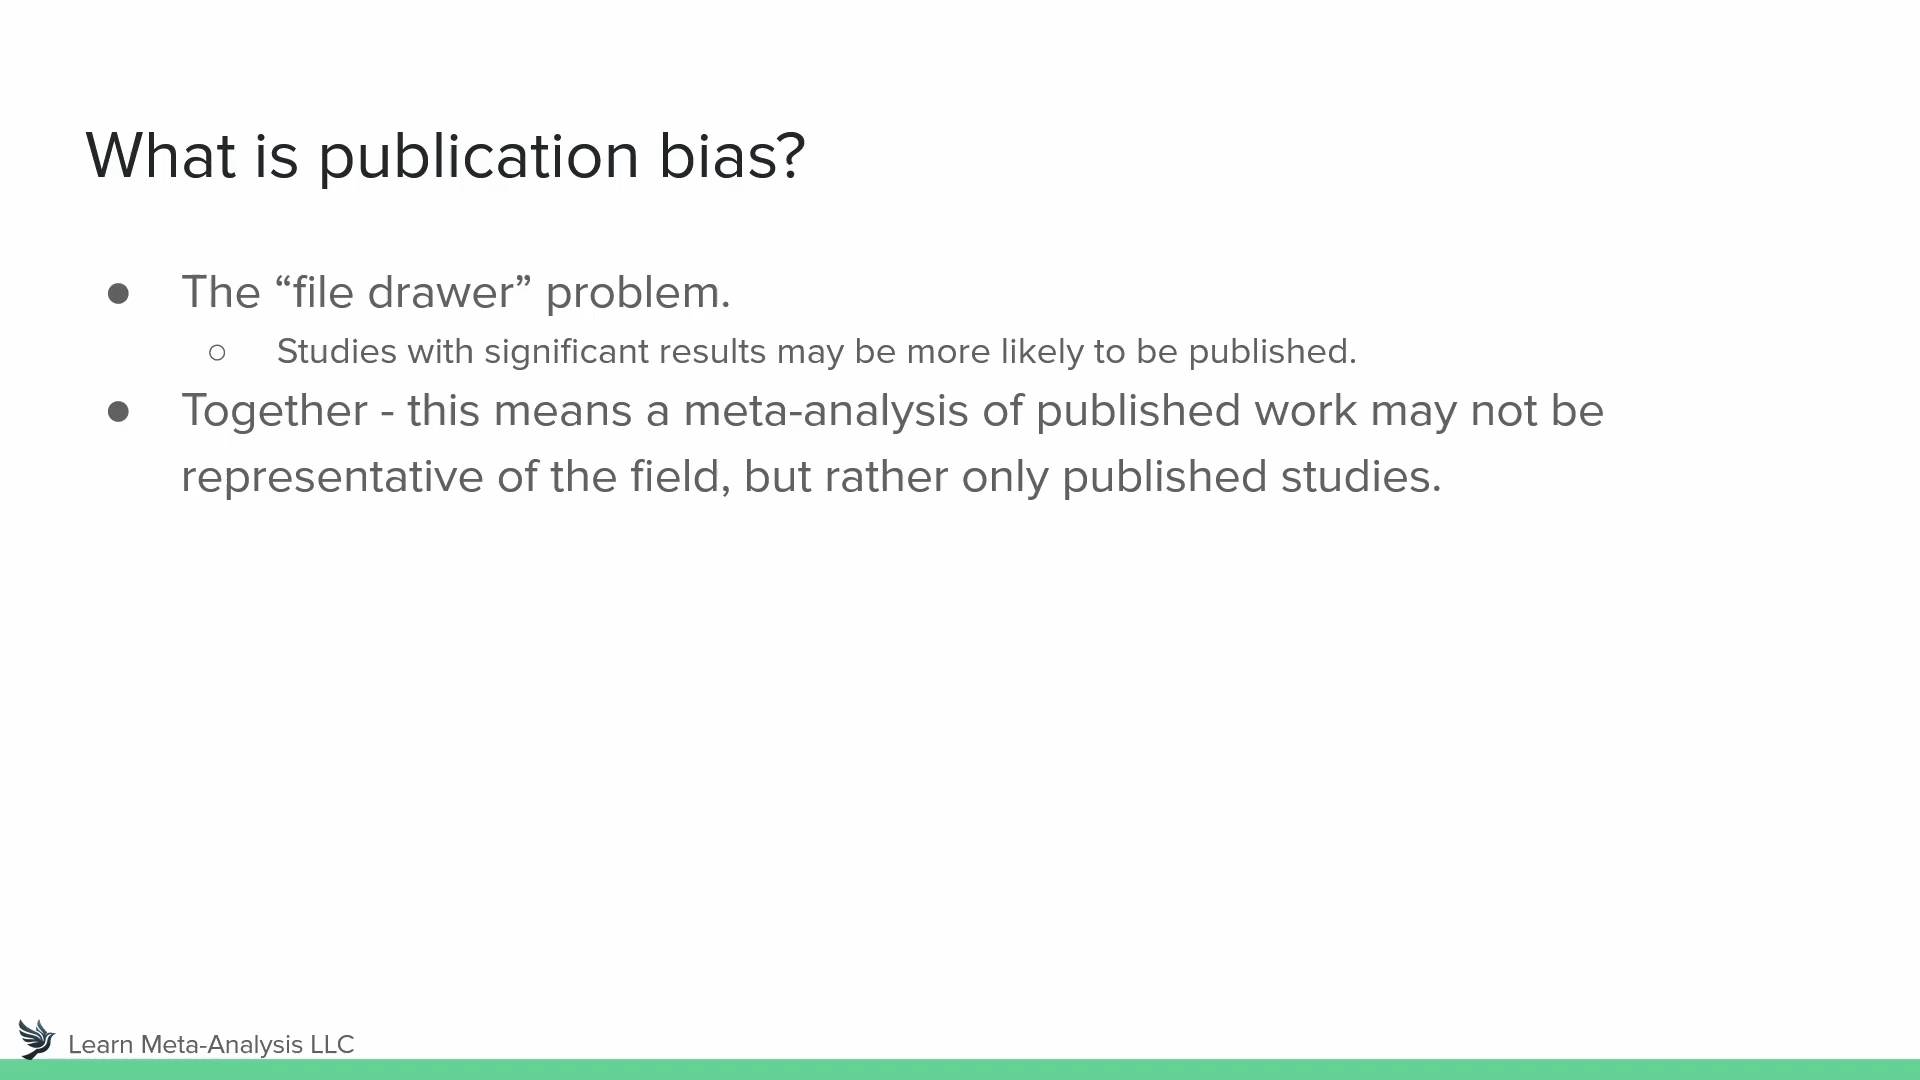 What is publication bias?
● The “file drawer” problem.
○ Studies with significant results may be more likely to be published.
● Together - this means a meta-analysis of published work may not be
representative of the field, but rather only published studies.
Learn Meta-Analysis LLC